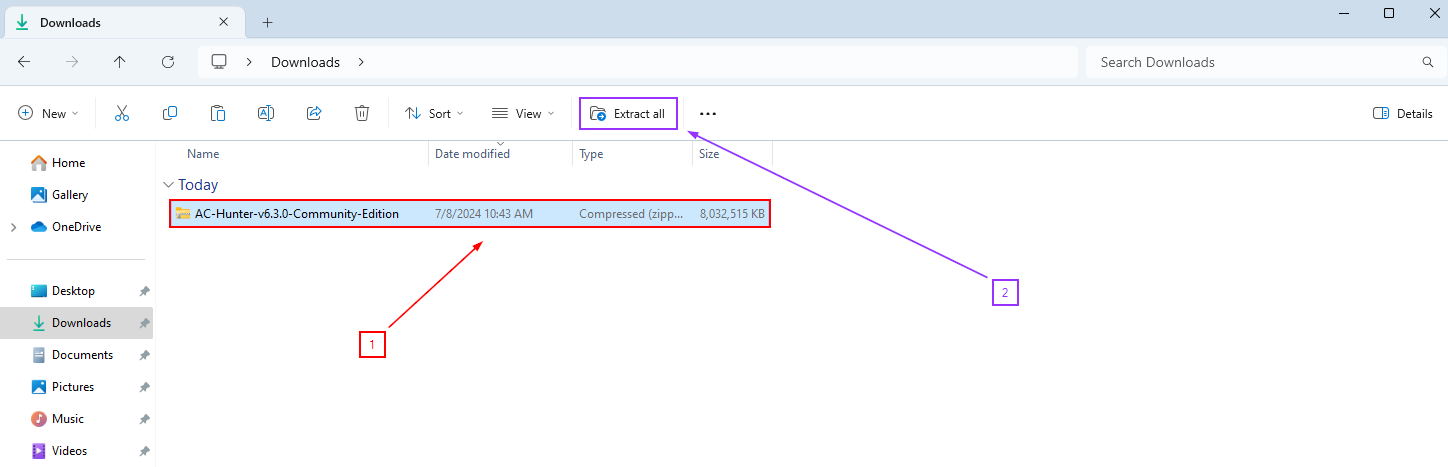 Downloads
Downloads
Search Downloads
New
Sort
View
Extract all
Details
Name
Date modified
Type
Size
Home
Today
Gallery
AC-Hunter-v6.3.0-Community-Edition
7/8/2024 10:43 AM
Compressed (zipp...
8,032,515 KB
OneDrive
Desktop
2
Downloads
1
Documents
Pictures
Music
Videos